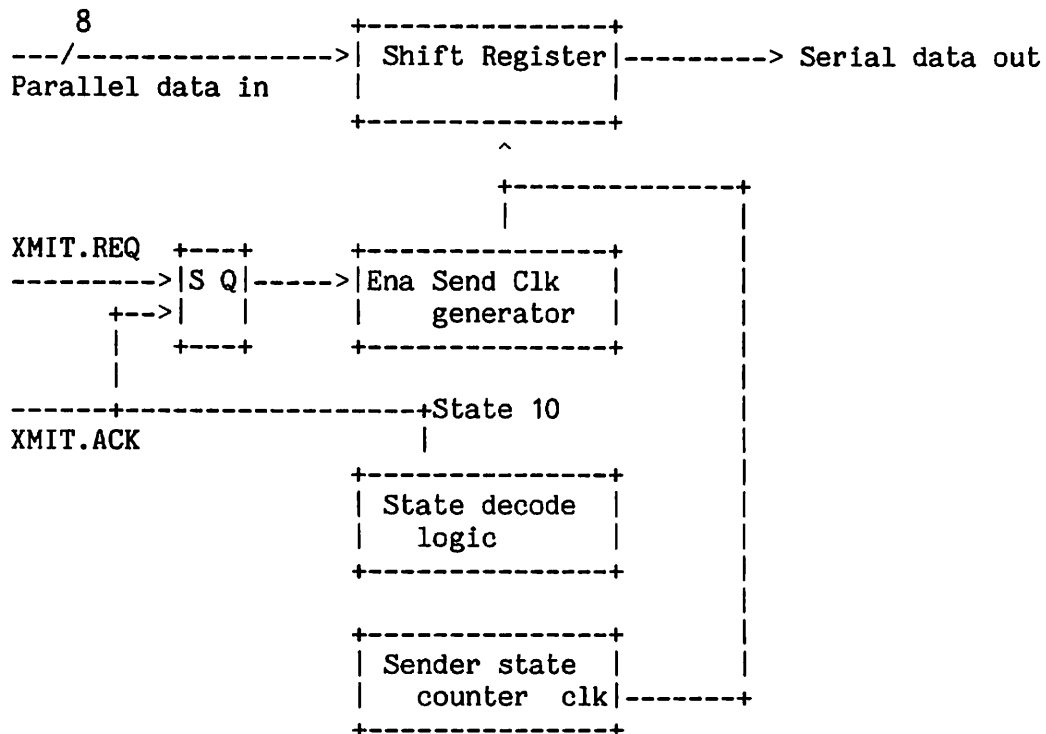 8
Shift Register
Serial data out
Parallel data in
XMIT.REQ
S Q
Ena Send Clk
generator
State 10
XMIT.ACK
State decode
logic
Sender state
counter clk